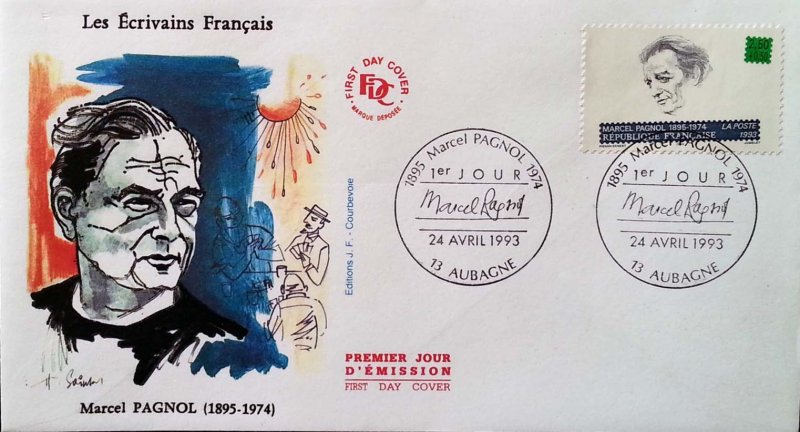 Les Écrivains Français
FIRST DAY COVER
FDC
MARQUE DEPOSEE
2,50
MARCEL PAGNOL 1895-1974
LA POSTE
1993
RÉPUBLIQUE FRANÇAISE
1895 Marcel PAGNOL 1974
1er JOUR
Marcel Pagnol
24 AVRIL 1993
13 AUBAGNE
1895 Marcel PAGNOL 1974
1er JOUR
Marcel Pagnol
24 AVRIL 1993
13 AUBAGNE
Editions J. F. - Courbevoie
PREMIER JOUR
D'ÉMISSION
FIRST DAY COVER
Marcel PAGNOL (1895-1974)